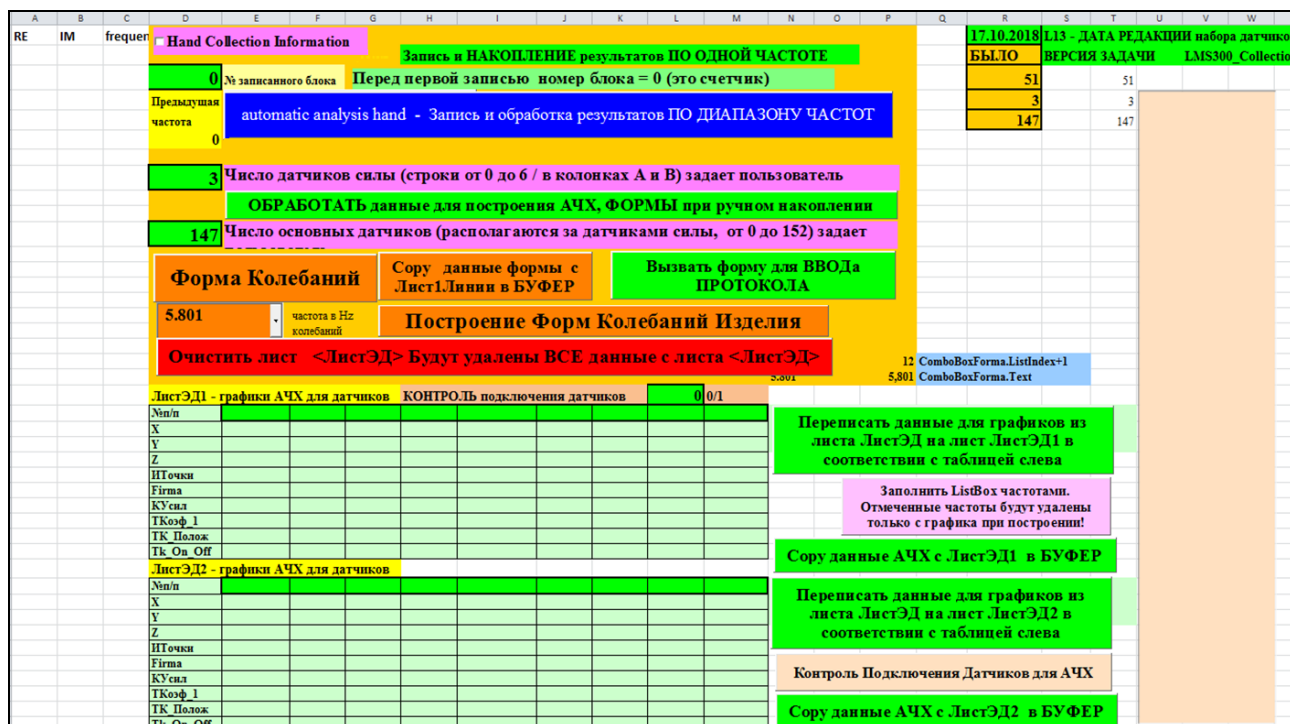 A B C D E F G H I J K L M N O P Q R S T U V W
RE IM frequen
Hand Collection Information
17.10.2018 L13 - ДАТА РЕДАКЦИИ набора датчико
Запись и НАКОПЛЕНИЕ результатов ПО ОДНОЙ ЧАСТОТЕ
БЫЛО ВЕРСИЯ ЗАДАЧИ LMS300_Collectio
0 № записанного блока Перед первой записью номер блока = 0 (это счетчик)
51 51
Предыдущая
частота
0
automatic analysis hand - Запись и обработка результатов ПО ДИАПАЗОНУ ЧАСТОТ
3 3
147 147
3 Число датчиков силы (строки от 0 до 6 / в колонках А и В) задает пользователь
ОБРАБОТАТЬ данные для построения АЧХ, ФОРМЫ при ручном накоплении
147 Число основных датчиков (располагаются за датчиками силы, от 0 до 152) задает
Форма Колебаний
Copy данные формы с
Лист1Линии в БУФЕР
Вызвать форму для ВВОДа
ПРОТОКОЛА
5.801
частота в Hz
колебаний
Построение Форм Колебаний Изделия
Очистить лист <ЛистЭД> Будут удалены ВСЕ данные с листа <ЛистЭД>
12 ComboBoxForma.ListIndex+1
5.801 5,801 ComboBoxForma.Text
ЛистЭД1 - графики АЧХ для датчиков КОНТРОЛЬ подключения датчиков 0 0/1
№п/п
X
Y
Z
ИТочки
Firma
КУсил
ТКоэф_1
ТК_Полож
Tk_On_Off
Переписать данные для графиков из
листа ЛистЭД на лист ЛистЭД1 в
соответствии с таблицей слева
Заполнить ListBox частотами.
Отмеченные частоты будут удалены
только с графика при построении!
Copy данные АЧХ с ЛистЭД1 в БУФЕР
ЛистЭД2 - графики АЧХ для датчиков
№п/п
X
Y
Z
ИТочки
Firma
КУсил
ТКоэф_1
ТК_Полож
Tk_On_Off
Переписать данные для графиков из
листа ЛистЭД на лист ЛистЭД2 в
соответствии с таблицей слева
Контроль Подключения Датчиков для АЧХ
Copy данные АЧХ с ЛистЭД2 в БУФЕР